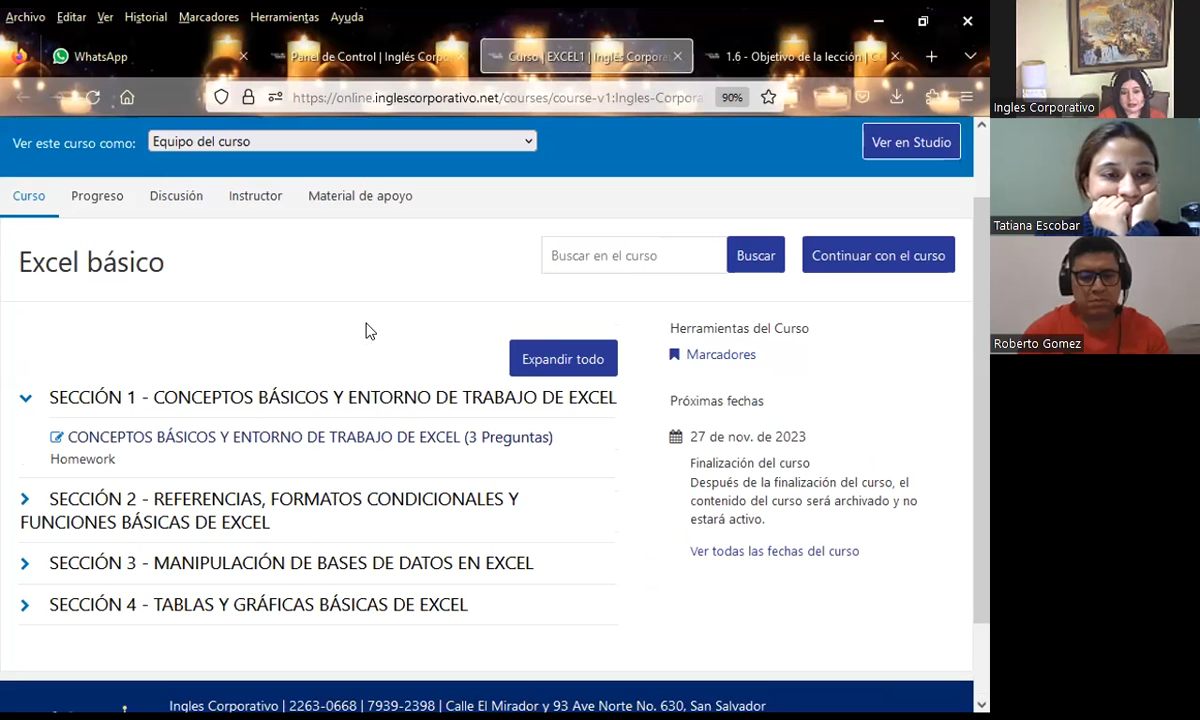 Archivo Editar Ver Historial Marcadores Herramientas Ayuda
WhatsApp
Panel de Control | Inglés Corpo
Curso | EXCEL1 | Inglés Corpora
1.6 - Objetivo de la lección | C
https://online.inglescorporativo.net/courses/course-v1:Ingles-Corpora
90%
Ver este curso como:
Equipo del curso
Ver en Studio
Curso Progreso Discusión Instructor Material de apoyo
Excel básico
Buscar en el curso
Buscar
Continuar con el curso
Expandir todo
SECCIÓN 1 - CONCEPTOS BÁSICOS Y ENTORNO DE TRABAJO DE EXCEL
CONCEPTOS BÁSICOS Y ENTORNO DE TRABAJO DE EXCEL (3 Preguntas)
Homework
SECCIÓN 2 - REFERENCIAS, FORMATOS CONDICIONALES Y
FUNCIONES BÁSICAS DE EXCEL
SECCIÓN 3 - MANIPULACIÓN DE BASES DE DATOS EN EXCEL
SECCIÓN 4 - TABLAS Y GRÁFICAS BÁSICAS DE EXCEL
Herramientas del Curso
Marcadores
Próximas fechas
27 de nov. de 2023
Finalización del curso
Después de la finalización del curso, el
contenido del curso será archivado y no
estará activo.
Ver todas las fechas del curso
Ingles Corporativo | 2263-0668 | 7939-2398 | Calle El Mirador y 93 Ave Norte No. 630, San Salvador
Ingles Corporativo
Tatiana Escobar
Roberto Gomez